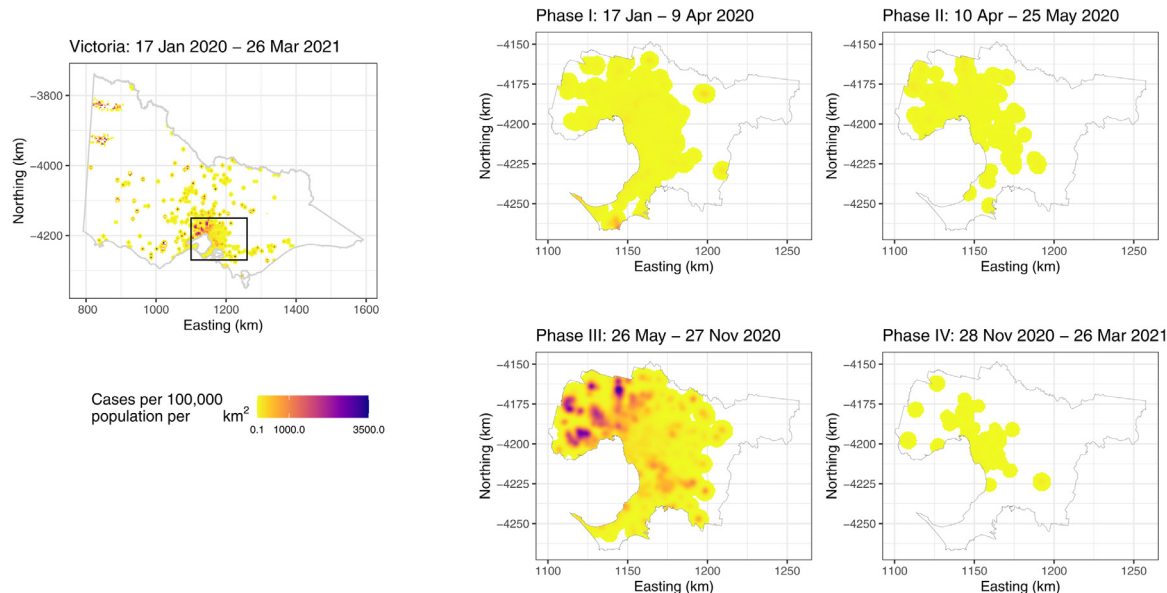 Victoria: 17 Jan 2020 – 26 Mar 2021
Northing (km)
−3800
−4000
−4200
800 1000 1200 1400 1600
Easting (km)
Cases per 100,000
population per km²
0.1 1000.0 3500.0
Phase I: 17 Jan – 9 Apr 2020
Northing (km)
−4150
−4175
−4200
−4225
−4250
1100 1150 1200 1250
Easting (km)
Phase II: 10 Apr – 25 May 2020
Northing (km)
−4150
−4175
−4200
−4225
−4250
1100 1150 1200 1250
Easting (km)
Phase III: 26 May – 27 Nov 2020
Northing (km)
−4150
−4175
−4200
−4225
−4250
1100 1150 1200 1250
Easting (km)
Phase IV: 28 Nov 2020 – 26 Mar 2021
Northing (km)
−4150
−4175
−4200
−4225
−4250
1100 1150 1200 1250
Easting (km)